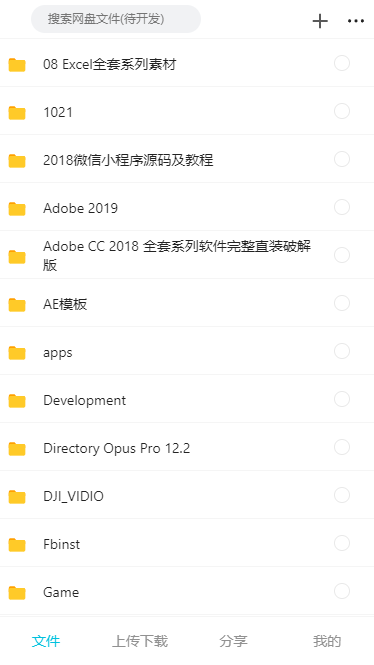 搜索网盘文件(待开发)
08 Excel全套系列素材
1021
2018微信小程序源码及教程
Adobe 2019
Adobe CC 2018 全套系列软件完整直装破解
版
AE模板
apps
Development
Directory Opus Pro 12.2
DJI_VIDIO
Fbinst
Game
文件 上传下载 分享 我的